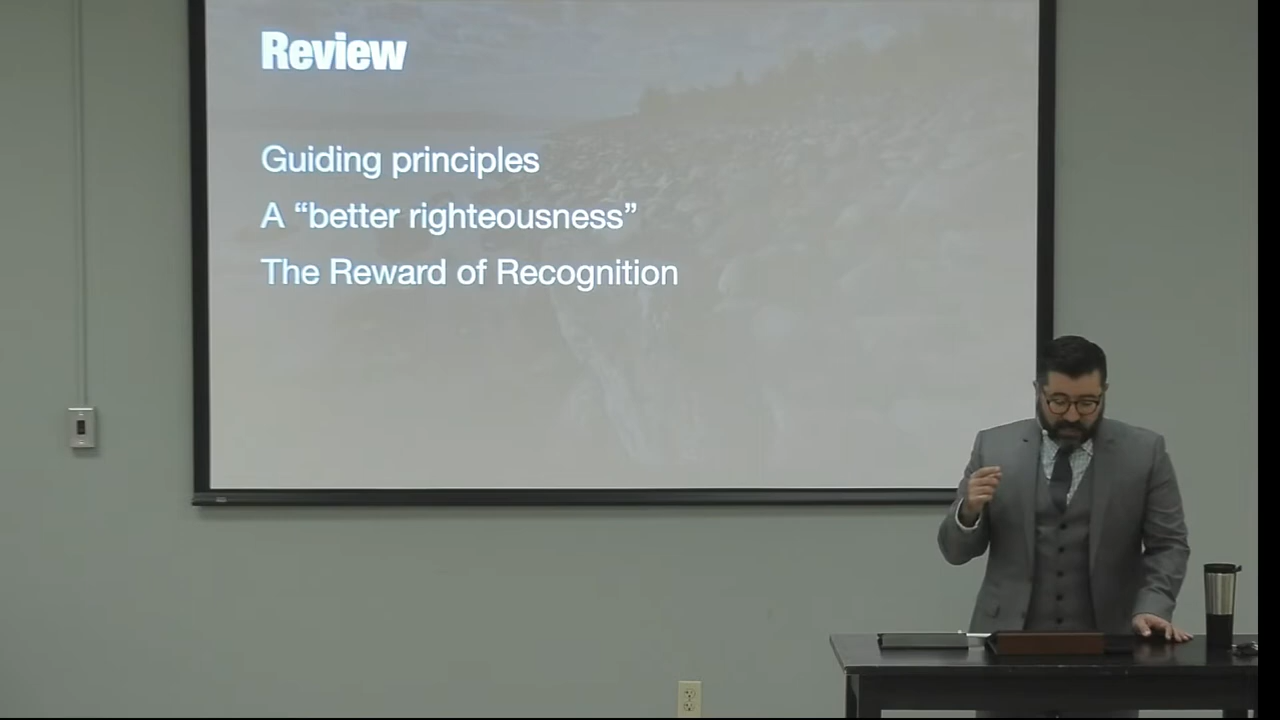 Review
Guiding principles
A “better righteousness”
The Reward of Recognition